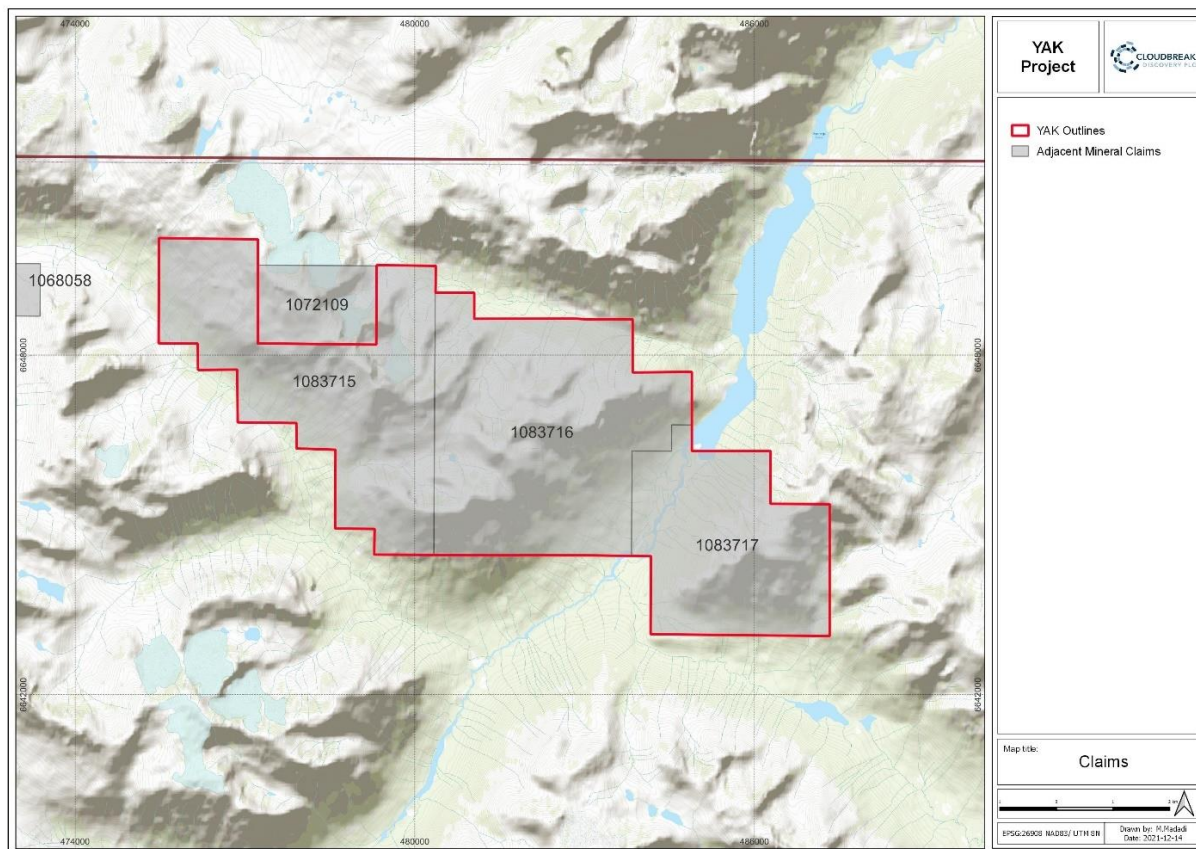 474000
480000
486000
YAK
Project
CLOUDBREAK
DISCOVERY PLC
YAK Outlines
Adjacent Mineral Claims
1068058
1072109
6648000
6648000
1083715
1083716
1083717
6642000
6642000
Map title:
Claims
474000
480000
486000
EPSG:26908 NAD83/ UTM 8N
Drawn by: M.Madadi
Date: 2021-12-14